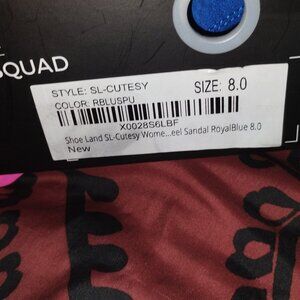 SQUAD
STYLE: SL-CUTESY SIZE: 8.0
COLOR: RBLUSPU
X0028S6LBF
Shoe Land SL-Cutesy Wome...eel Sandal RoyalBlue 8.0
New